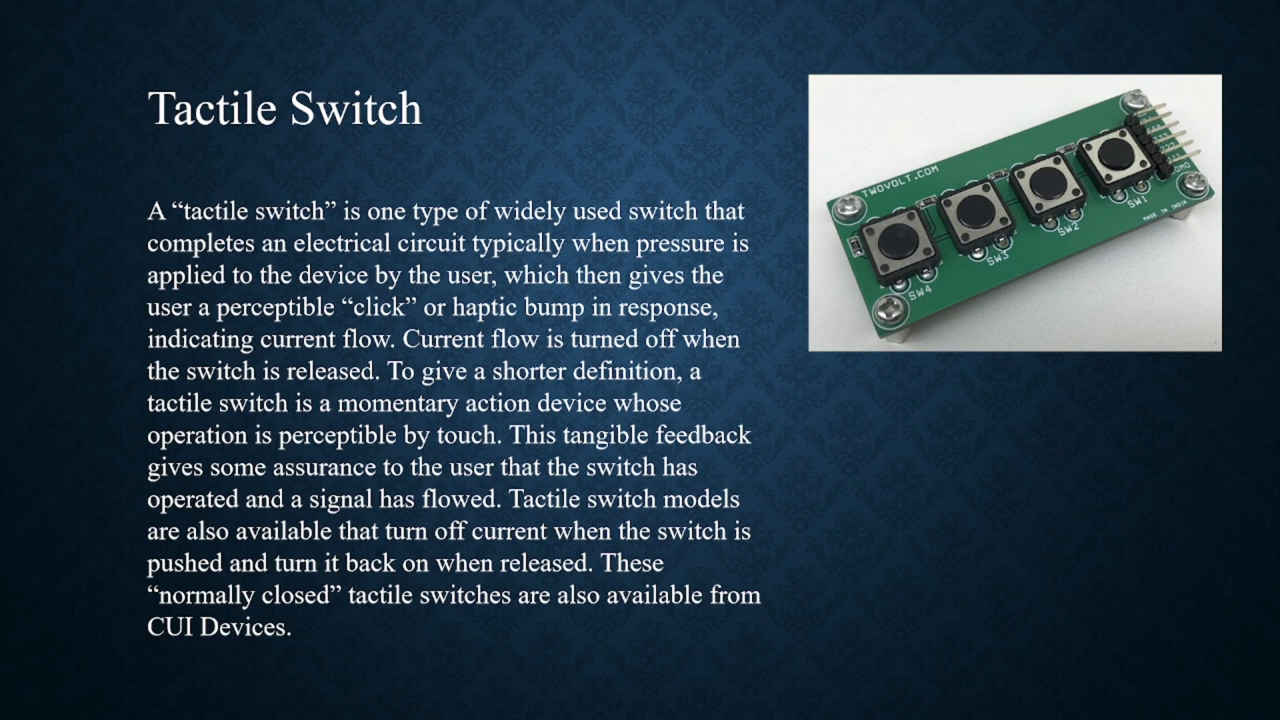 Tactile Switch
A “tactile switch” is one type of widely used switch that
completes an electrical circuit typically when pressure is
applied to the device by the user, which then gives the
user a perceptible “click” or haptic bump in response,
indicating current flow. Current flow is turned off when
the switch is released. To give a shorter definition, a
tactile switch is a momentary action device whose
operation is perceptible by touch. This tangible feedback
gives some assurance to the user that the switch has
operated and a signal has flowed. Tactile switch models
are also available that turn off current when the switch is
pushed and turn it back on when released. These
“normally closed” tactile switches are also available from
CUI Devices.
TWOVOLT.COM
SW4
SW3
SW2
SW1
MADE IN INDIA